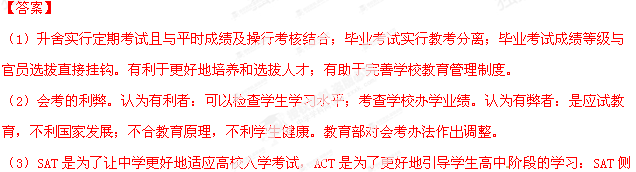 【答案】
（1）升舍实行定期考试且与平时成绩及操行考核结合；毕业考试实行教考分离；毕业考试成绩等级与
官员选拔直接挂钩。有利于更好地培养和选拔人才；有助于完善学校教育管理制度。
（2）会考的利弊。认为有利者：可以检查学生学习水平；考查学校办学业绩。认为有弊者：是应试教
育，不利国家发展；不合教育原理，不利学生健康。教育部对会考办法作出调整。
（3）SAT 是为了让中学更好地适应高校入学考试，ACT 是为了更好地引导学生高中阶段的学习；SAT 侧